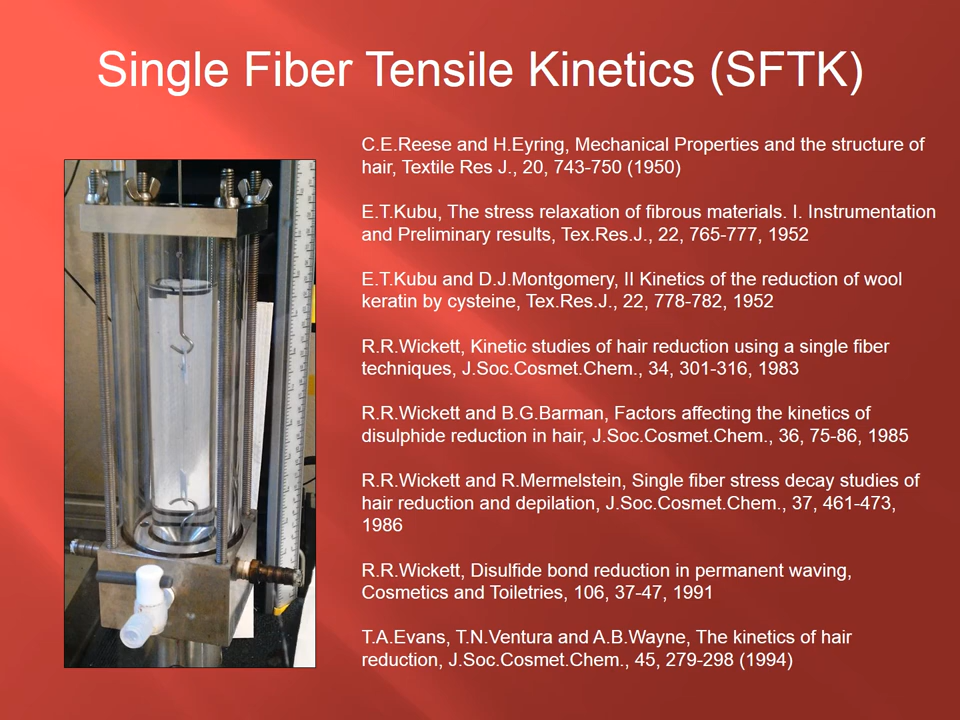 Single Fiber Tensile Kinetics (SFTK)
C.E.Reese and H.Eyring, Mechanical Properties and the structure of
hair, Textile Res J., 20, 743-750 (1950)
E.T.Kubu, The stress relaxation of fibrous materials. I. Instrumentation
and Preliminary results, Tex.Res.J., 22, 765-777, 1952
E.T.Kubu and D.J.Montgomery, II Kinetics of the reduction of wool
keratin by cysteine, Tex.Res.J., 22, 778-782, 1952
R.R.Wickett, Kinetic studies of hair reduction using a single fiber
techniques, J.Soc.Cosmet.Chem., 34, 301-316, 1983
R.R.Wickett and B.G.Barman, Factors affecting the kinetics of
disulphide reduction in hair, J.Soc.Cosmet.Chem., 36, 75-86, 1985
R.R.Wickett and R.Mermelstein, Single fiber stress decay studies of
hair reduction and depilation, J.Soc.Cosmet.Chem., 37, 461-473,
1986
R.R.Wickett, Disulfide bond reduction in permanent waving,
Cosmetics and Toiletries, 106, 37-47, 1991
T.A.Evans, T.N.Ventura and A.B.Wayne, The kinetics of hair
reduction, J.Soc.Cosmet.Chem., 45, 279-298 (1994)